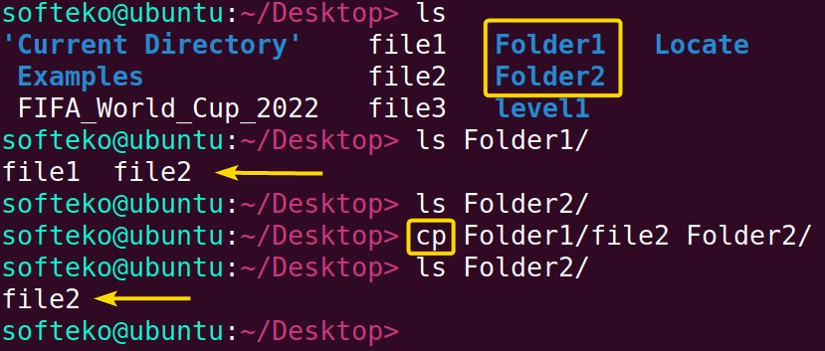 softeko@ubuntu:~/Desktop> ls
'Current Directory' file1 Folder1 Locate
Examples file2 Folder2
FIFA_World_Cup_2022 file3 level1
softeko@ubuntu:~/Desktop> ls Folder1/
file1 file2
softeko@ubuntu:~/Desktop> ls Folder2/
softeko@ubuntu:~/Desktop> cp Folder1/file2 Folder2/
softeko@ubuntu:~/Desktop> ls Folder2/
file2
softeko@ubuntu:~/Desktop>